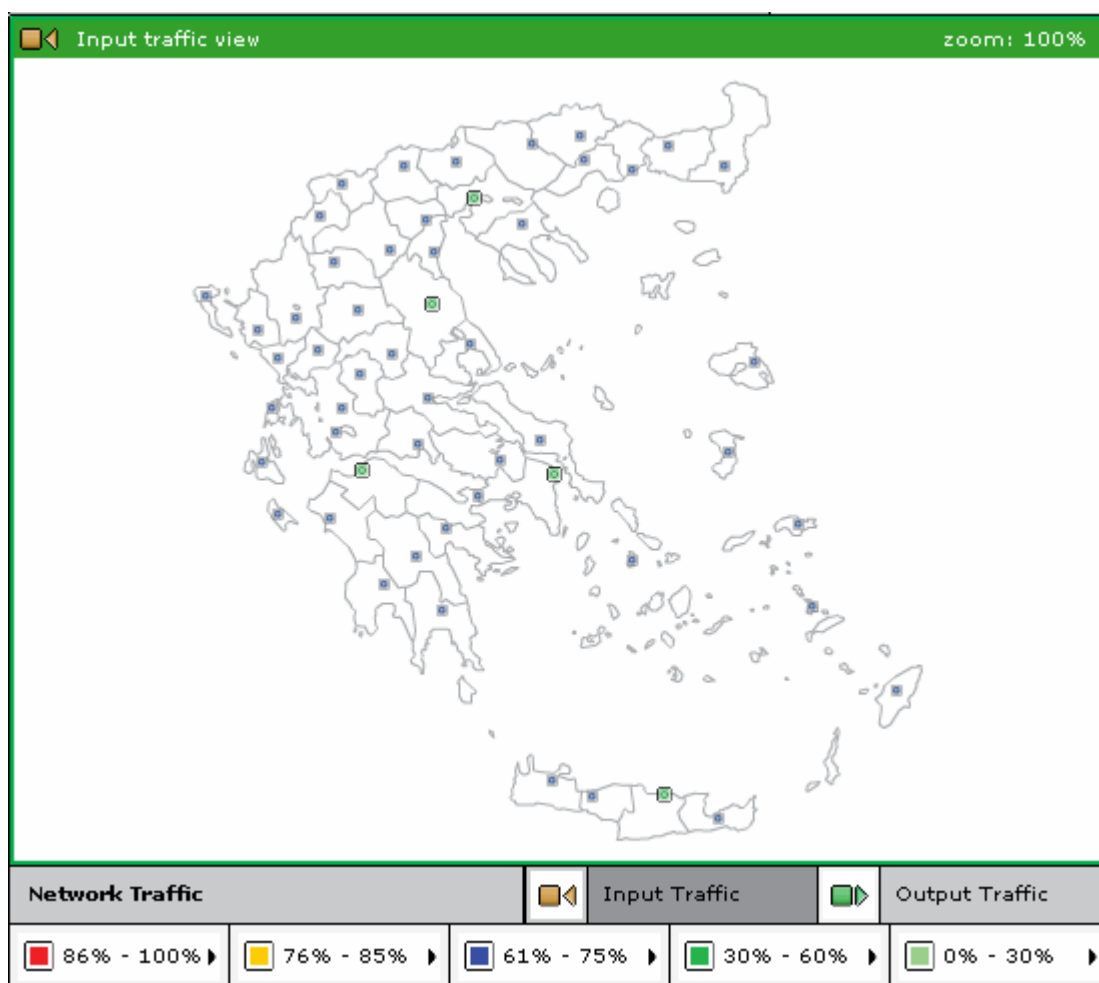 Input traffic view zoom: 100%
Network Traffic Input Traffic Output Traffic
86% - 100% 76% - 85% 61% - 75% 30% - 60% 0% - 30%